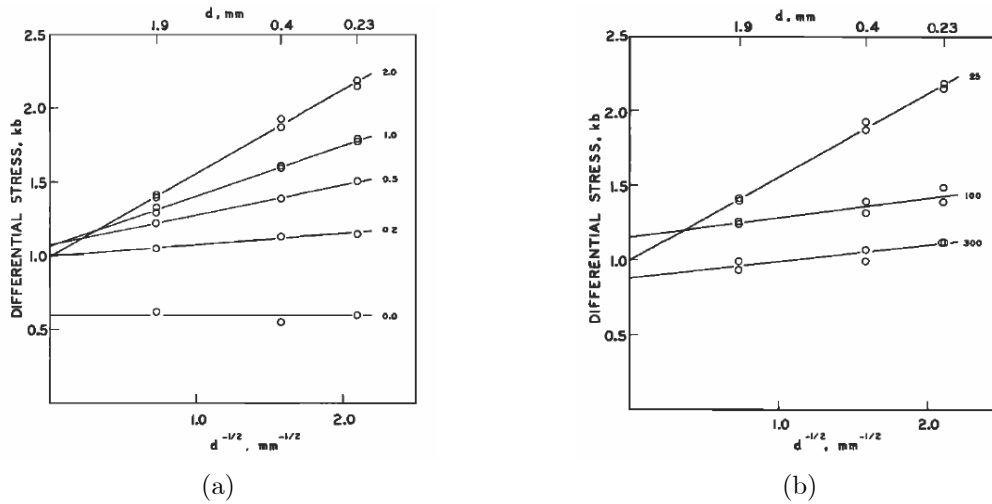 d, mm
1.9 0.4 0.23
2.5
2.0
1.5
1.0
0.5
DIFFERENTIAL STRESS, kb
2.0
1.0
0.5
0.2
0.0
1.0 2.0
d^-1/2, mm^-1/2
(a)
d, mm
1.9 0.4 0.23
2.5
2.0
1.5
1.0
0.5
DIFFERENTIAL STRESS, kb
25
100
300
1.0 2.0
d^-1/2, mm^-1/2
(b)